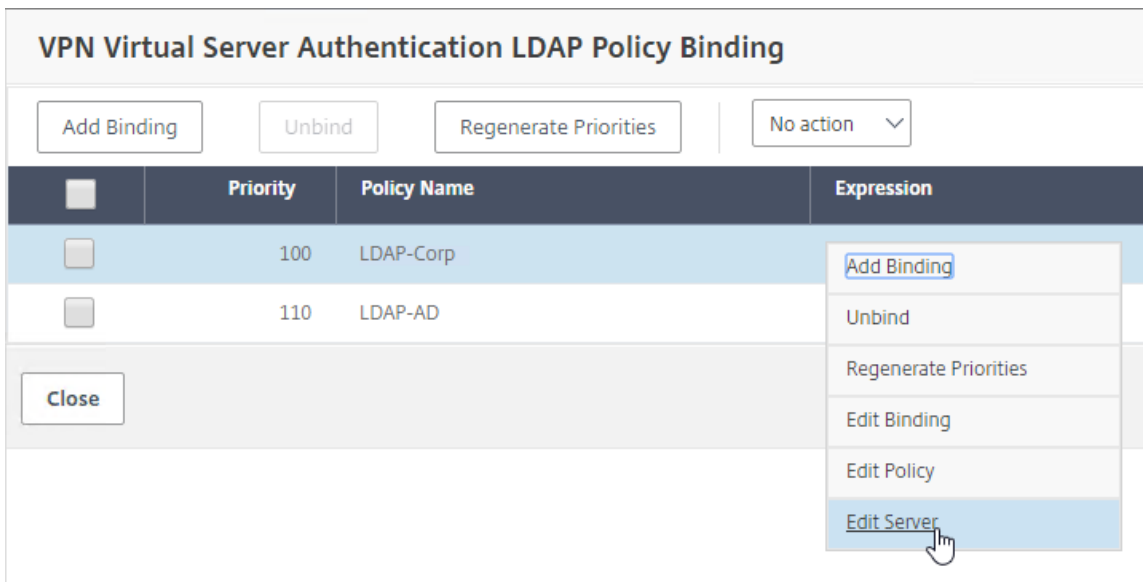 VPN Virtual Server Authentication LDAP Policy Binding
Add Binding Unbind Regenerate Priorities No action
Priority Policy Name Expression
100 LDAP-Corp
110 LDAP-AD
Add Binding
Unbind
Regenerate Priorities
Edit Binding
Edit Policy
Edit Server
Close